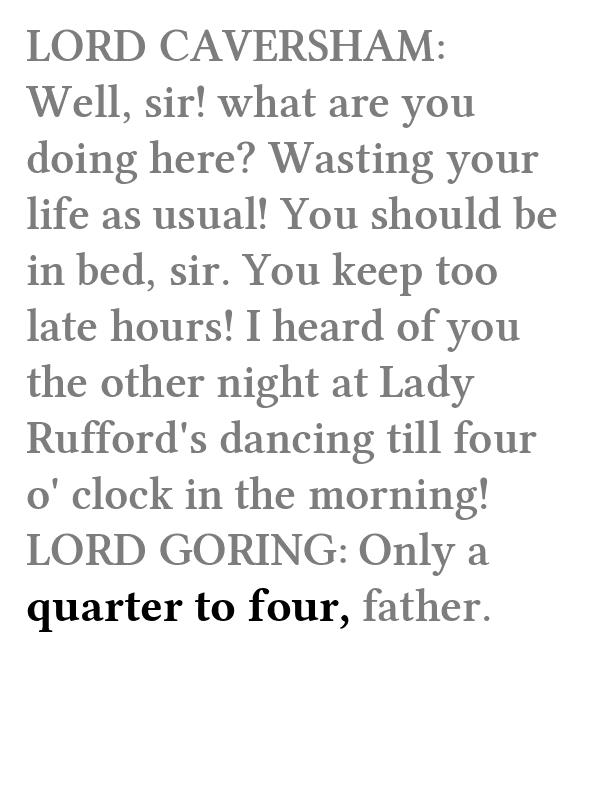 LORD CAVERSHAM:
Well, sir! what are you
doing here? Wasting your
life as usual! You should be
in bed, sir. You keep too
late hours! I heard of you
the other night at Lady
Rufford's dancing till four
o' clock in the morning!
LORD GORING: Only a
quarter to four, father.